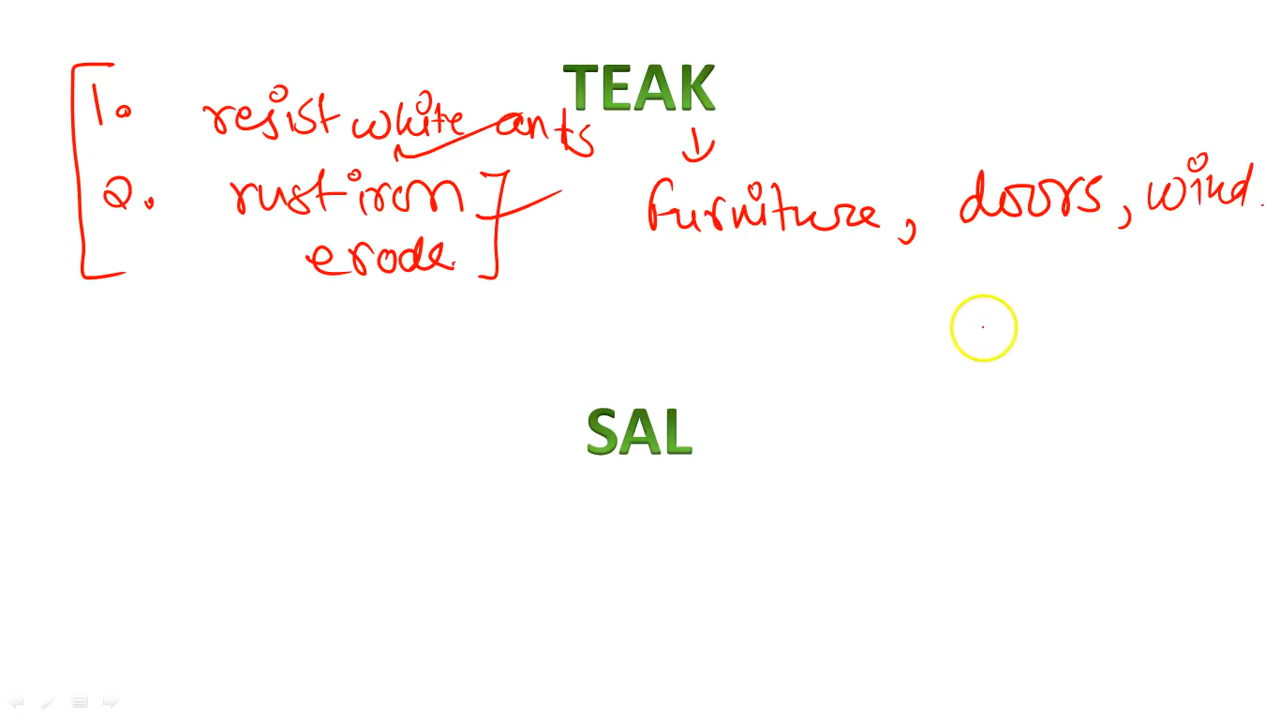 TEAK
1. resist white ants
2. rust iron
erode.
furniture, doors, wind.
SAL